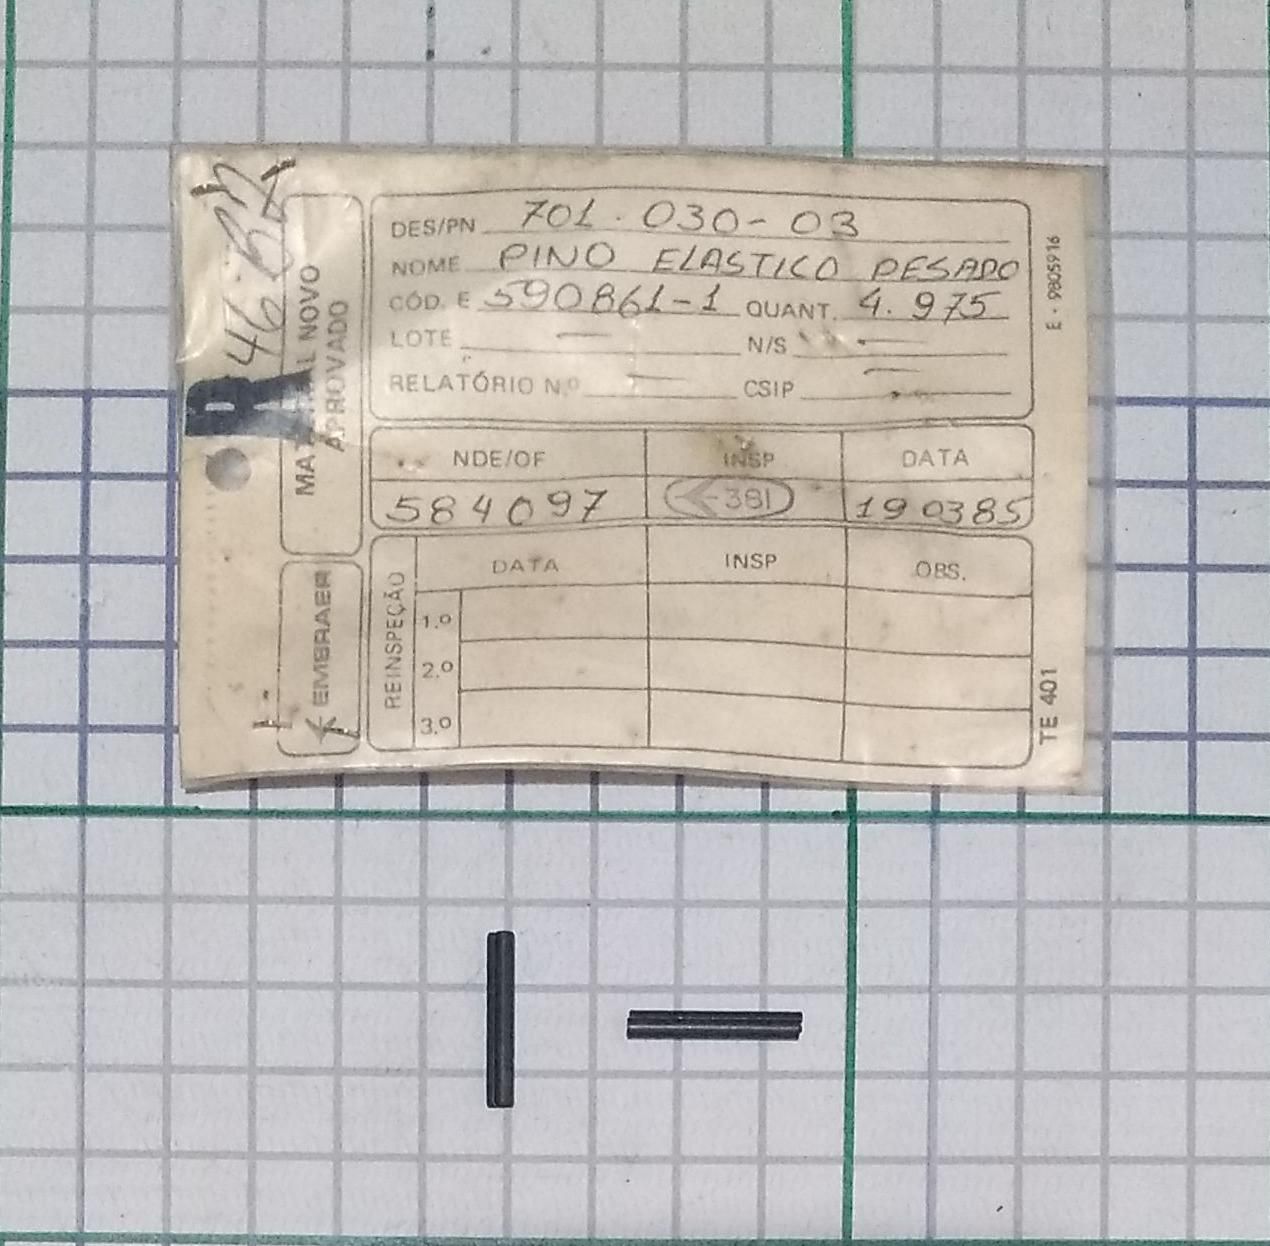 46 BR
MATERIAL NOVO
APROVADO
EMBRAER
DES/PN 701.030-03
NOME PINO ELASTICO PESADO
CÓD. E 590861-1 QUANT. 4.975
LOTE — N/S —
RELATÓRIO N.º — CSIP —
NDE/OF INSP DATA
584097 381 190385
REINSPEÇÃO DATA INSP OBS.
1.º
2.º
3.º
E - 9805916
TE 401